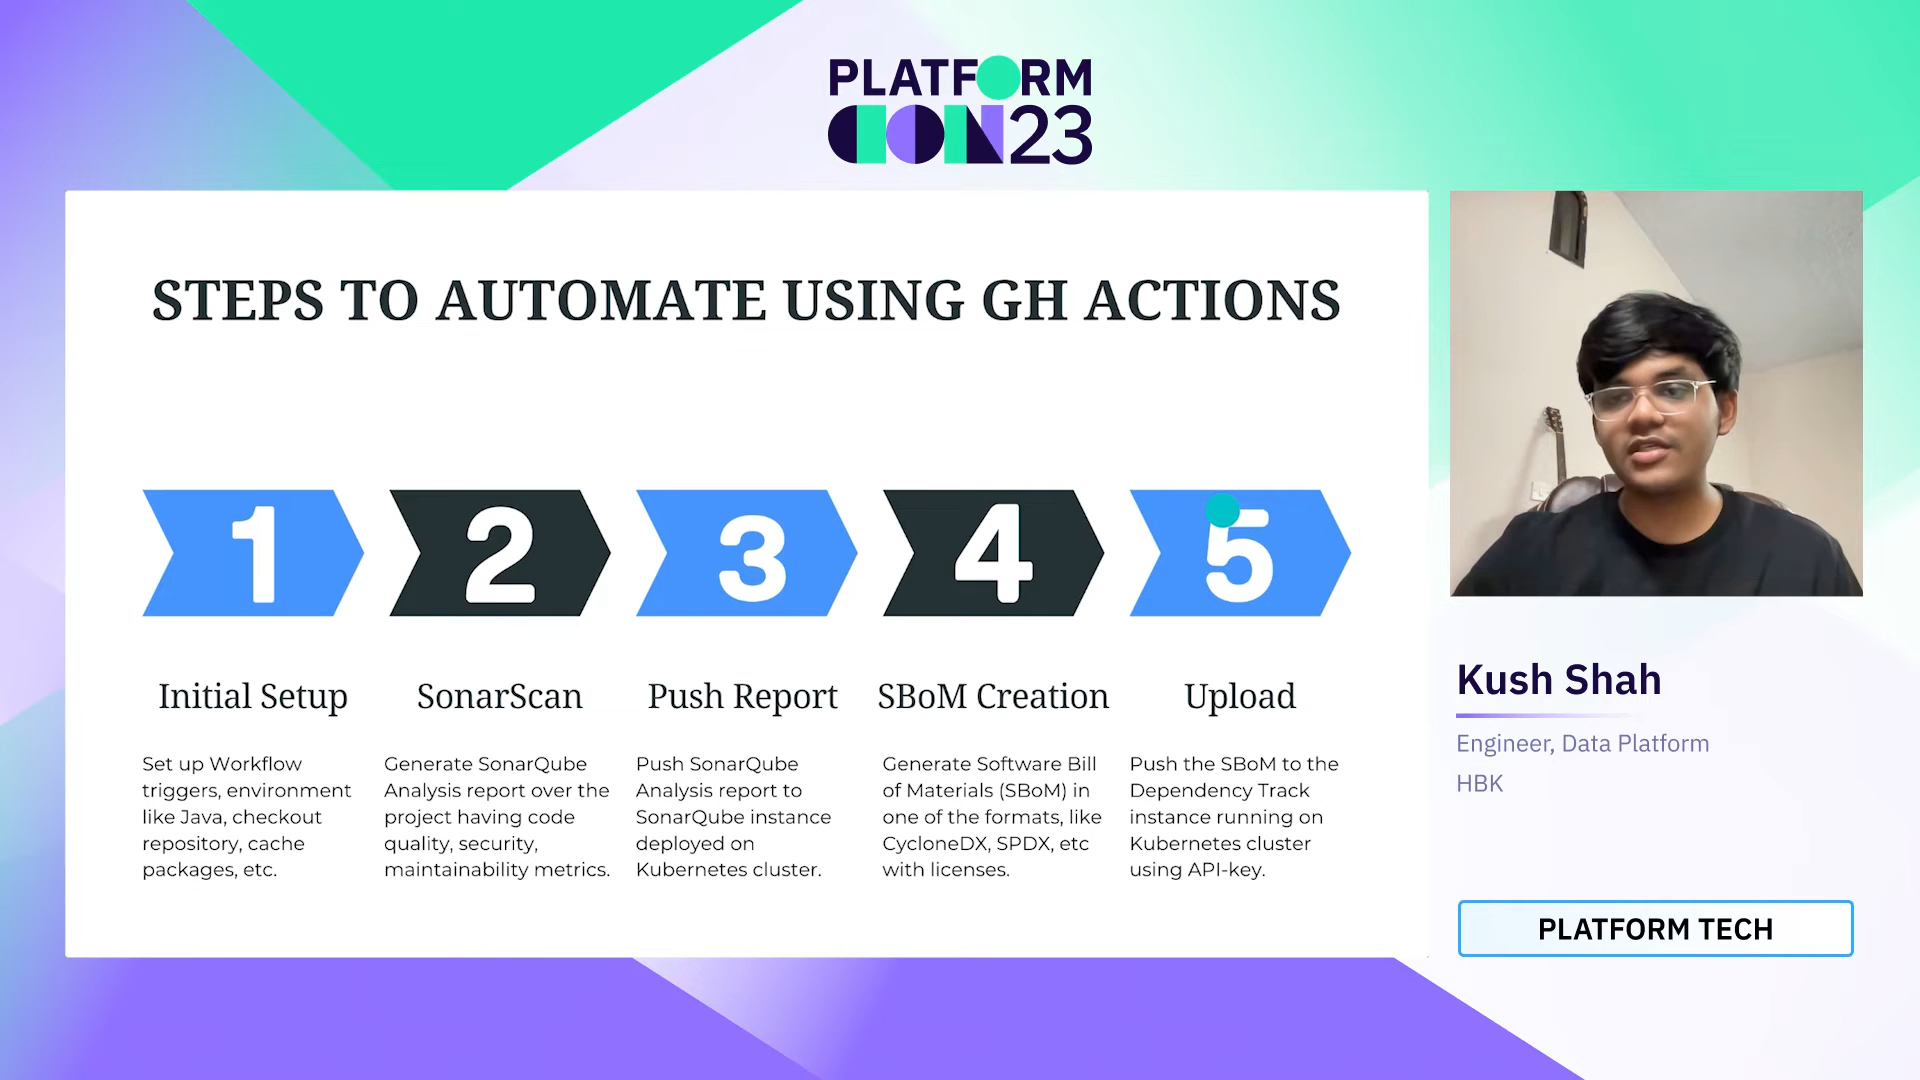 PLATFORM
CON23
STEPS TO AUTOMATE USING GH ACTIONS
1
2
3
4
5
Initial Setup
Set up Workflow
triggers, environment
like Java, checkout
repository, cache
packages, etc.
SonarScan
Generate SonarQube
Analysis report over the
project having code
quality, security,
maintainability metrics.
Push Report
Push SonarQube
Analysis report to
SonarQube instance
deployed on
Kubernetes cluster.
SBoM Creation
Generate Software Bill
of Materials (SBoM) in
one of the formats, like
CycloneDX, SPDX, etc
with licenses.
Upload
Push the SBoM to the
Dependency Track
instance running on
Kubernetes cluster
using API-key.
Kush Shah
Engineer, Data Platform
HBK
PLATFORM TECH